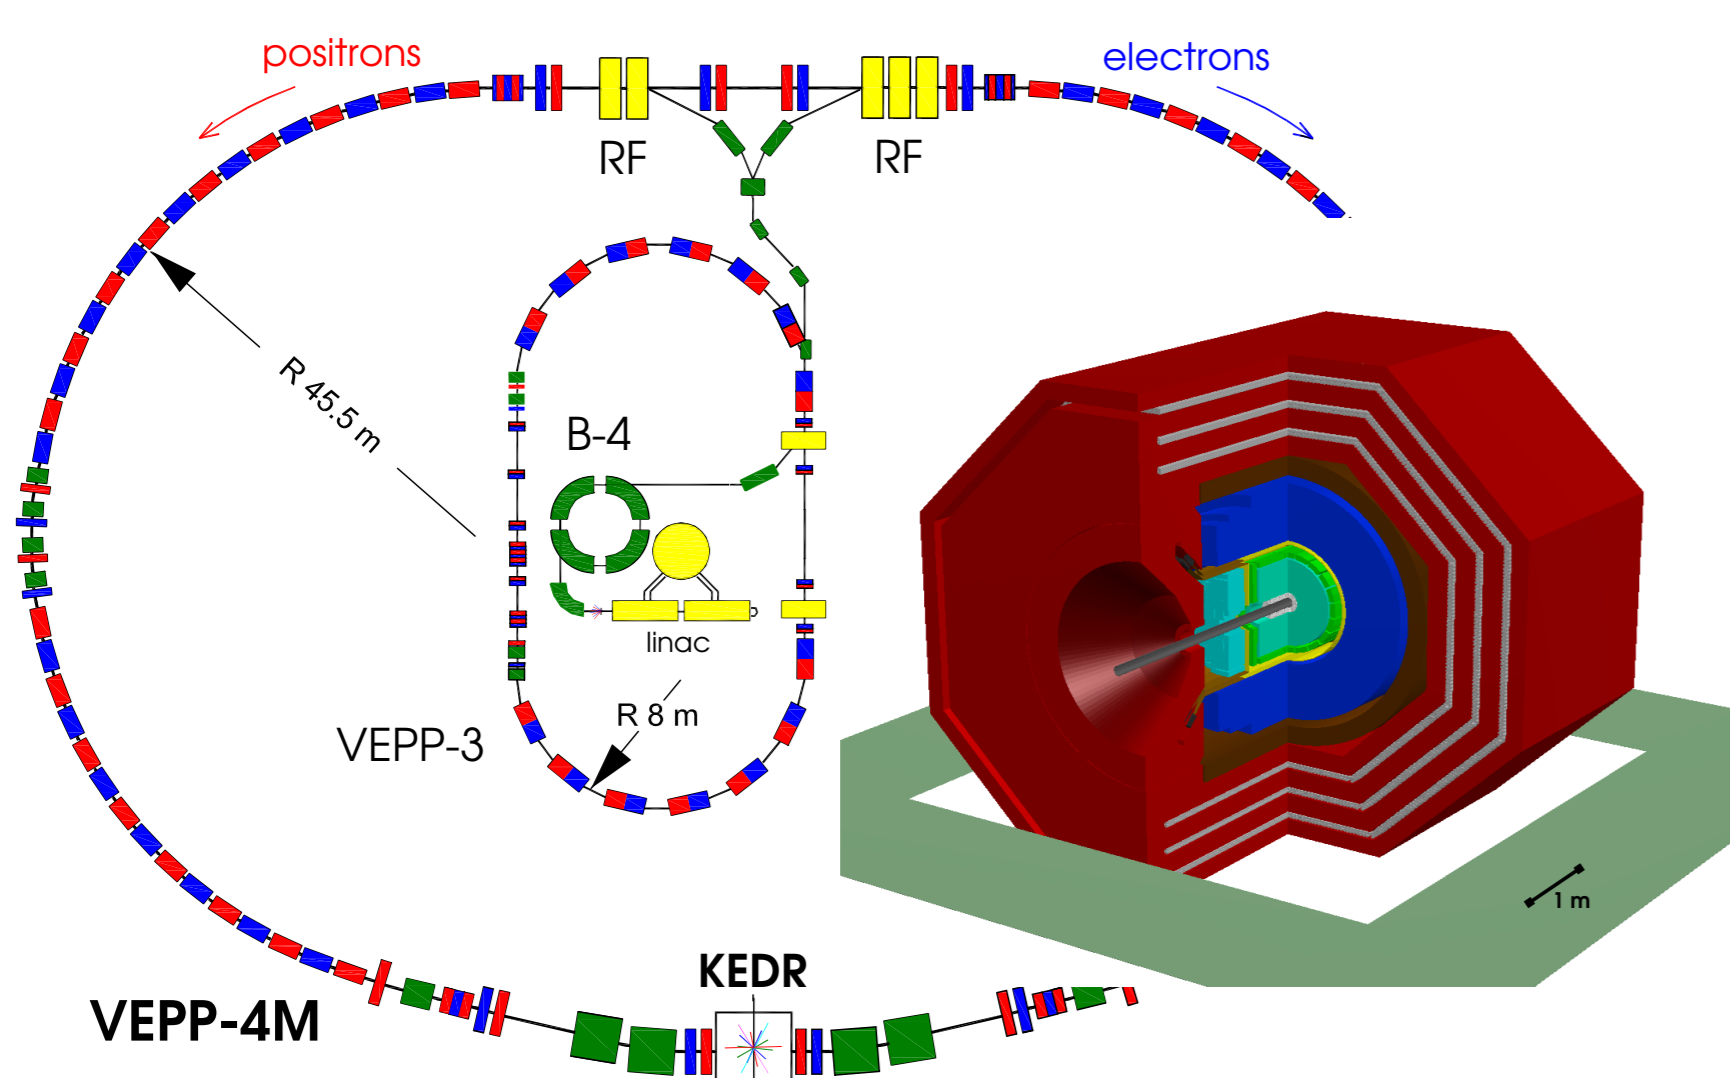 positrons
electrons
RF
RF
R 45.5 m
B-4
linac
R 8 m
VEPP-3
1 m
KEDR
VEPP-4M